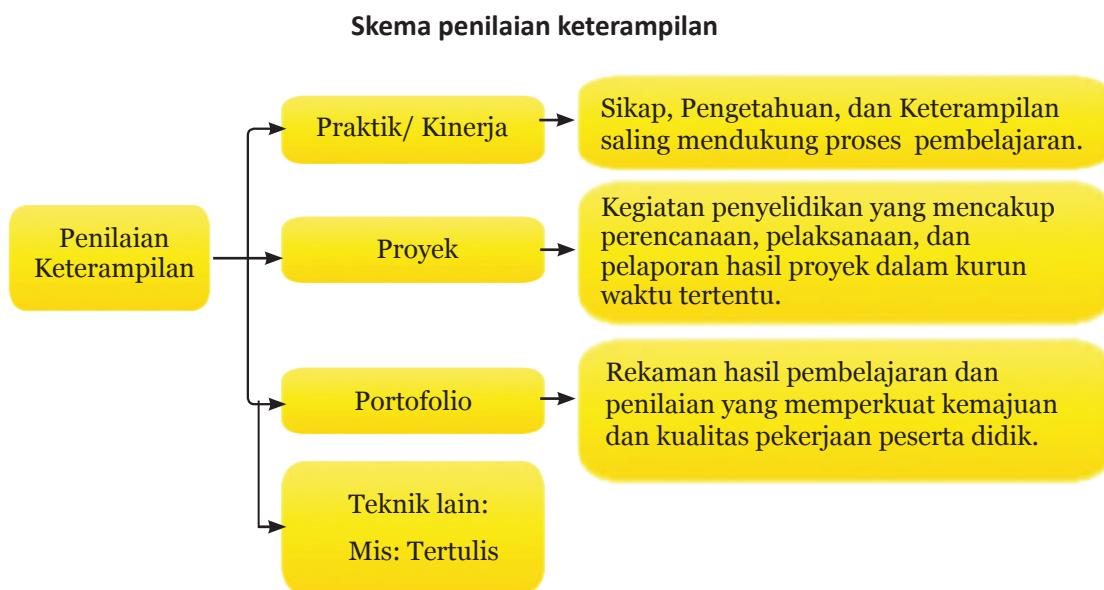 Skema penilaian keterampilan
Penilaian
Keterampilan
Praktik/ Kinerja
Sikap, Pengetahuan, dan Keterampilan
saling mendukung proses pembelajaran.
Proyek
Kegiatan penyelidikan yang mencakup
perencanaan, pelaksanaan, dan
pelaporan hasil proyek dalam kurun
waktu tertentu.
Portofolio
Rekaman hasil pembelajaran dan
penilaian yang memperkuat kemajuan
dan kualitas pekerjaan peserta didik.
Teknik lain:
Mis: Tertulis